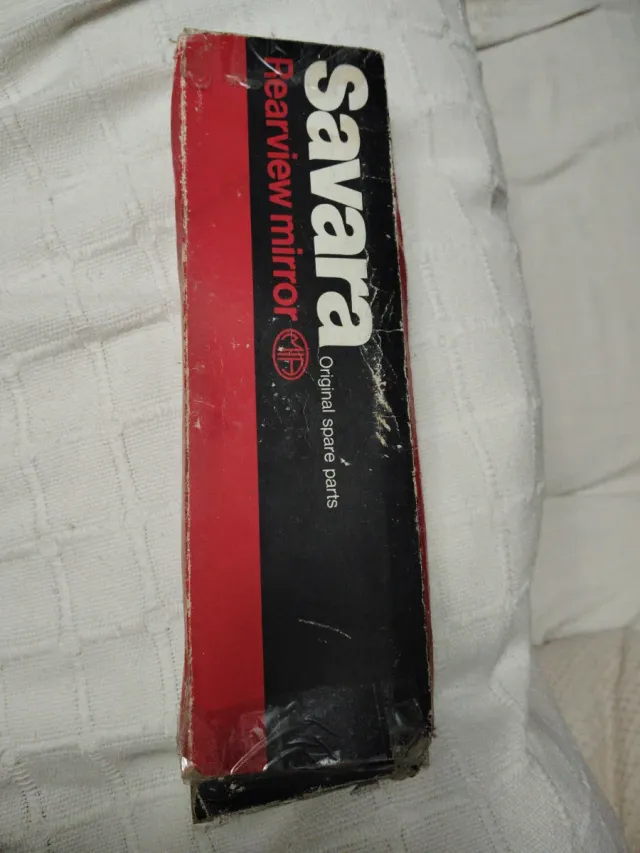 savara
Rearview mirror
Original spare parts